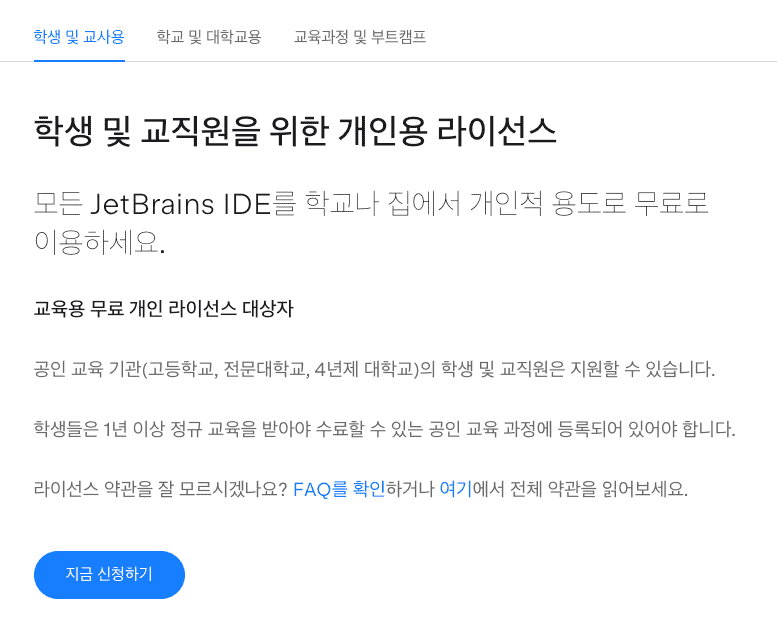 학생 및 교사용
학교 및 대학교용
교육과정 및 부트캠프
학생 및 교직원을 위한 개인용 라이선스
모든 JetBrains IDE를 학교나 집에서 개인적 용도로 무료로
이용하세요.
교육용 무료 개인 라이선스 대상자
공인 교육 기관(고등학교, 전문대학교, 4년제 대학교)의 학생 및 교직원은 지원할 수 있습니다.
학생들은 1년 이상 정규 교육을 받아야 수료할 수 있는 공인 교육 과정에 등록되어 있어야 합니다.
라이선스 약관을 잘 모르시겠나요? FAQ를 확인하거나 여기에서 전체 약관을 읽어보세요.
지금 신청하기